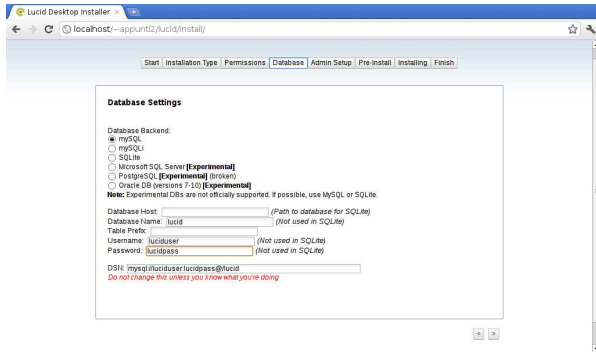 Lucid Desktop Installer
localhost/~appunti2/lucid/install/
Start Installation Type Permissions Database Admin Setup Pre-Install Installing Finish
Database Settings
Database Backend:
mySQL
mySQLi
SQLite
Microsoft SQL Server [Experimental]
PostgreSQL [Experimental] (broken)
Oracle DB (versions 7-10) [Experimental]
Note: Experimental DBs are not officially supported. If possible, use MySQL or SQLite.
Database Host: (Path to database for SQLite)
Database Name: lucid (Not used in SQLite)
Table Prefix:
Username: luciduser (Not used in SQLite)
Password: lucidpass (Not used in SQLite)
DSN: mysql://luciduser:lucidpass@/lucid
Do not change this unless you know what you're doing
< >